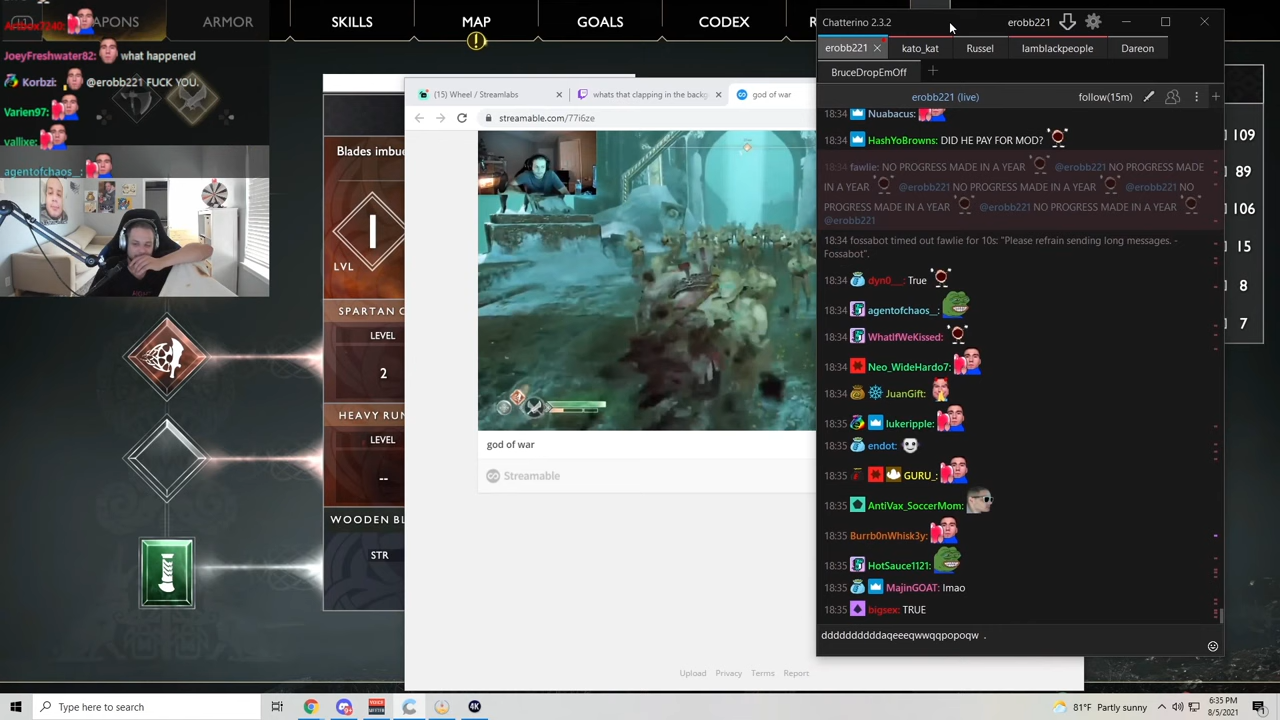 WEAPONS
ARMOR
SKILLS
MAP
GOALS
CODEX
Artbox7240:
JoeyFreshwater82: what happened
Korbzi: @erobb221 FUCK YOU.
Varien97:
vallixe:
agentofchaos_:
Blades imbue
LVL
I
SPARTAN
LEVEL
2
HEAVY RUN
LEVEL
--
WOODEN BL
STR
109
89
106
15
8
7
(15) Wheel / Streamlabs
whats that clapping in the backg
god of war
streamable.com/77i6ze
god of war
Streamable
Upload Privacy Terms Report
Chatterino 2.3.2
erobb221
erobb221
kato_kat
Russel
Iamblackpeople
Dareon
BruceDropEmOff
erobb221 (live)
follow(15m)
18:34 Nuabacus:
18:34 HashYoBrowns: DID HE PAY FOR MOD?
18:34 fawlie: NO PROGRESS MADE IN A YEAR @erobb221 NO PROGRESS MADE
IN A YEAR @erobb221 NO PROGRESS MADE IN A YEAR @erobb221 NO
PROGRESS MADE IN A YEAR @erobb221 NO PROGRESS MADE IN A YEAR
@erobb221
18:34 fossabot timed out fawlie for 10s: "Please refrain sending long messages. -
Fossabot".
18:34 dyn0__: True
18:34 agentofchaos__:
18:34 WhatIfWeKissed:
18:34 Neo_WideHardo7:
18:34 JuanGift:
18:35 lukeripple:
18:35 endot:
18:35 GURU_:
18:35 AntiVax_SoccerMom:
18:35 Burrb0nWhisk3y:
18:35 HotSauce1121:
18:35 MajinGOAT: lmao
18:35 bigsex: TRUE
ddddddddddaqeeeqwwqqpopoqw .
Type here to search
81°F Partly sunny
6:35 PM
8/5/2021